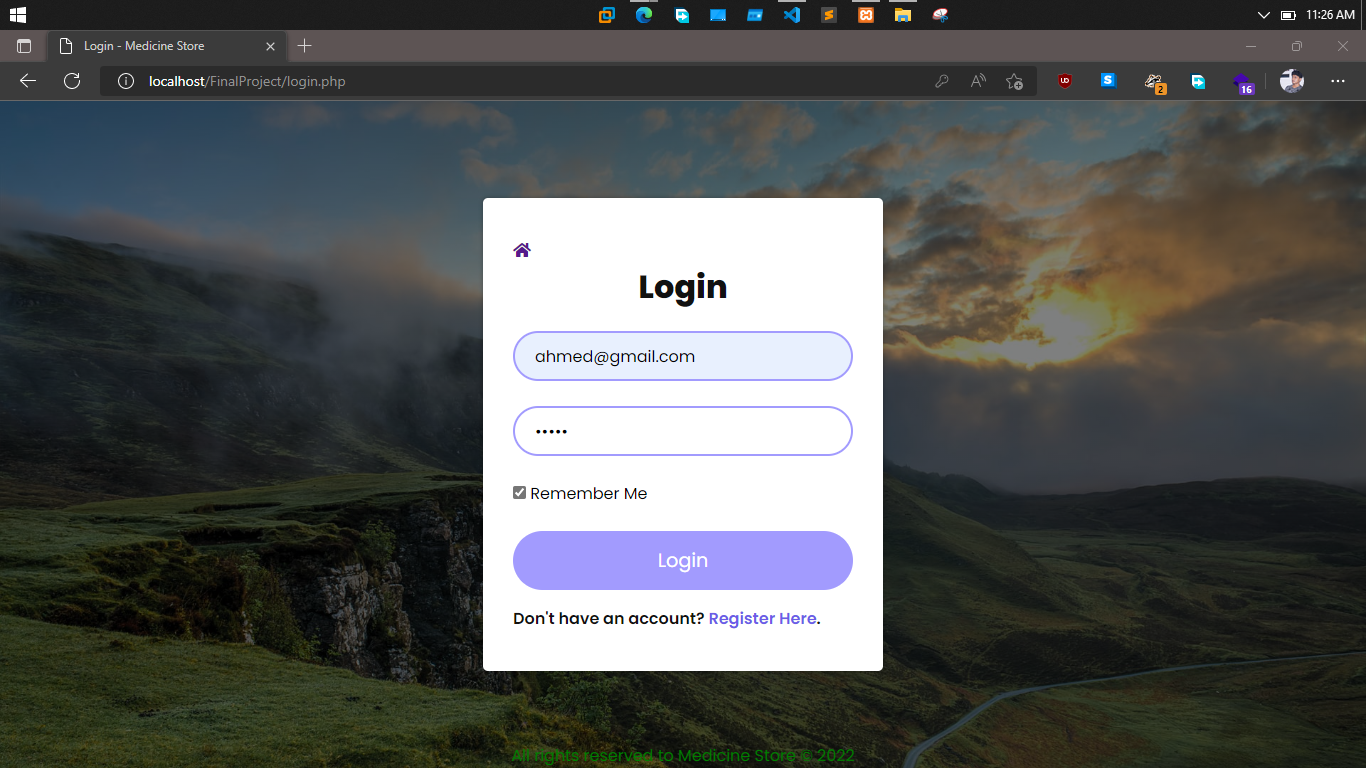 11:26 AM
Login - Medicine Store
localhost/FinalProject/login.php
A
UD
S
2
16
Login
ahmed@gmail.com
•••••
Remember Me
Login
Don't have an account? Register Here.
All rights reserved to Medicine Store © 2022